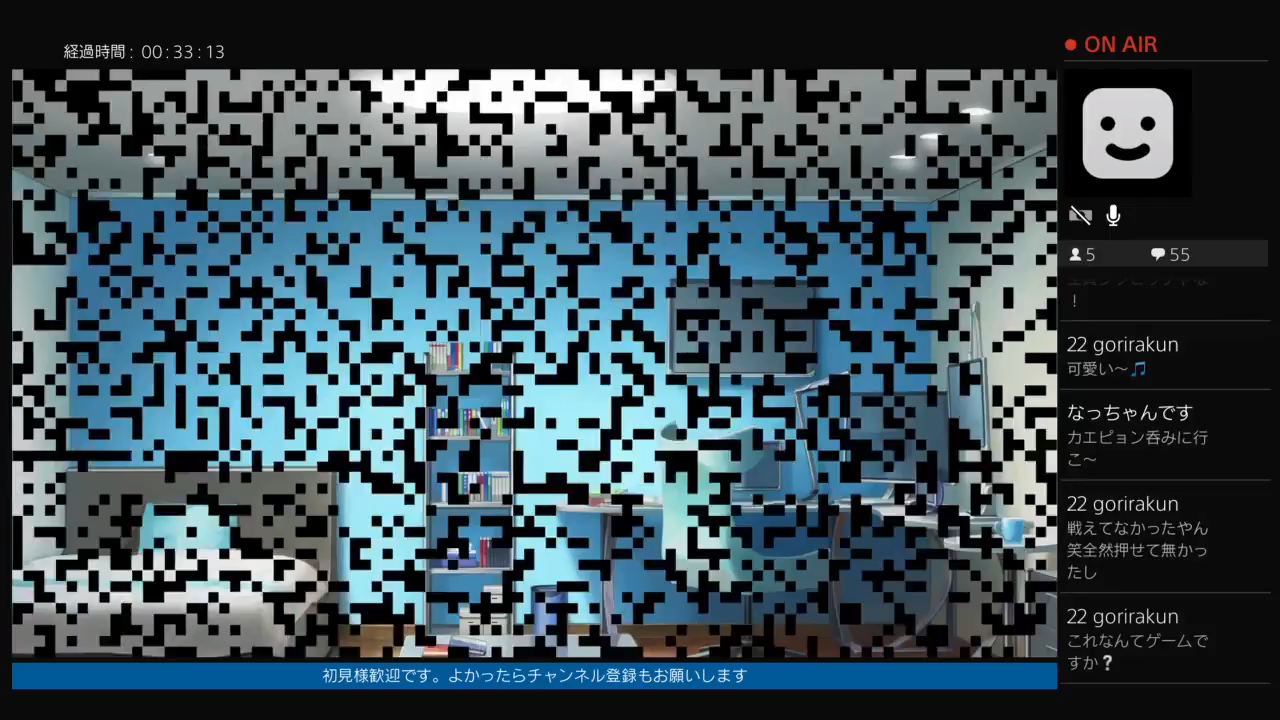 経過時間: 00:33:13
ON AIR
5
55
!
22 gorirakun
可愛い〜🎵
なっちゃんです
カエピョン呑みに行
こ〜
22 gorirakun
戦えてなかったやん
笑全然押せて無かっ
たし
22 gorirakun
これなんてゲームで
すか❓
初見様歓迎です。よかったらチャンネル登録もお願いします